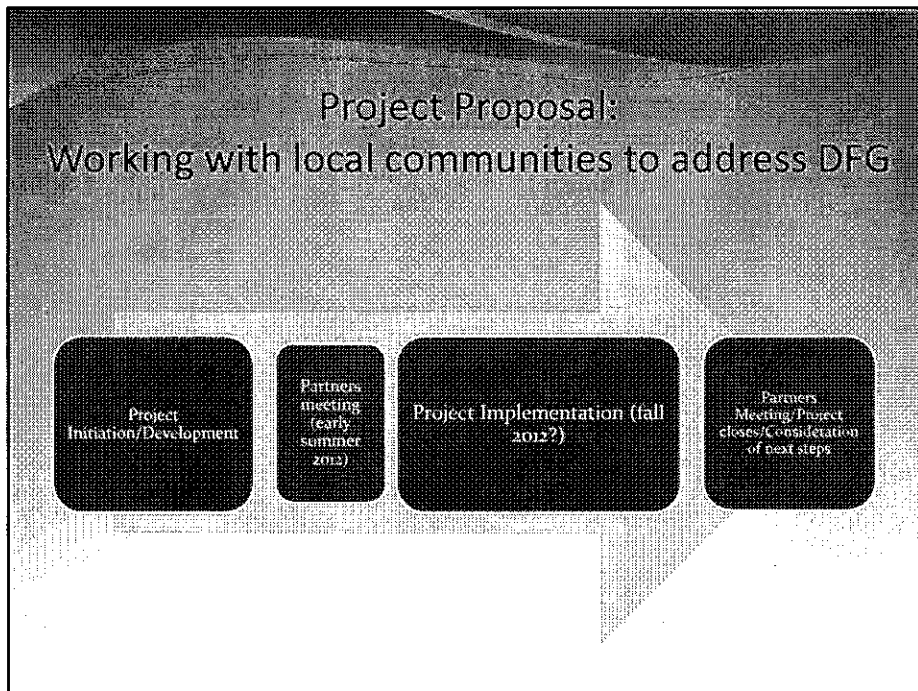 Project Proposal:
Working with local communities to address DFG
Project
Initiation/Development
Partners
meeting
(early
summer
2012)
Project Implementation (fall
2012?)
Partners
Meeting/Project
closes/Consideration
of next steps